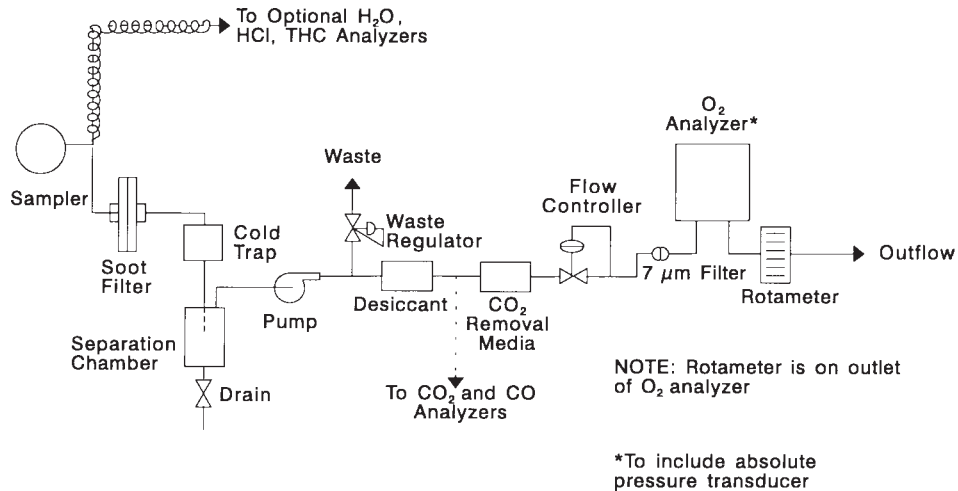 To Optional H₂O,
HCl, THC Analyzers
O₂
Analyzer*
Sampler
Waste
Flow
Controller
Waste
Regulator
Cold
Trap
Soot
Filter
7 µm Filter
Outflow
Rotameter
Pump
Desiccant
CO₂
Removal
Media
Separation
Chamber
Drain
To CO₂ and CO
Analyzers
NOTE: Rotameter is on outlet
of O₂ analyzer
*To include absolute
pressure transducer